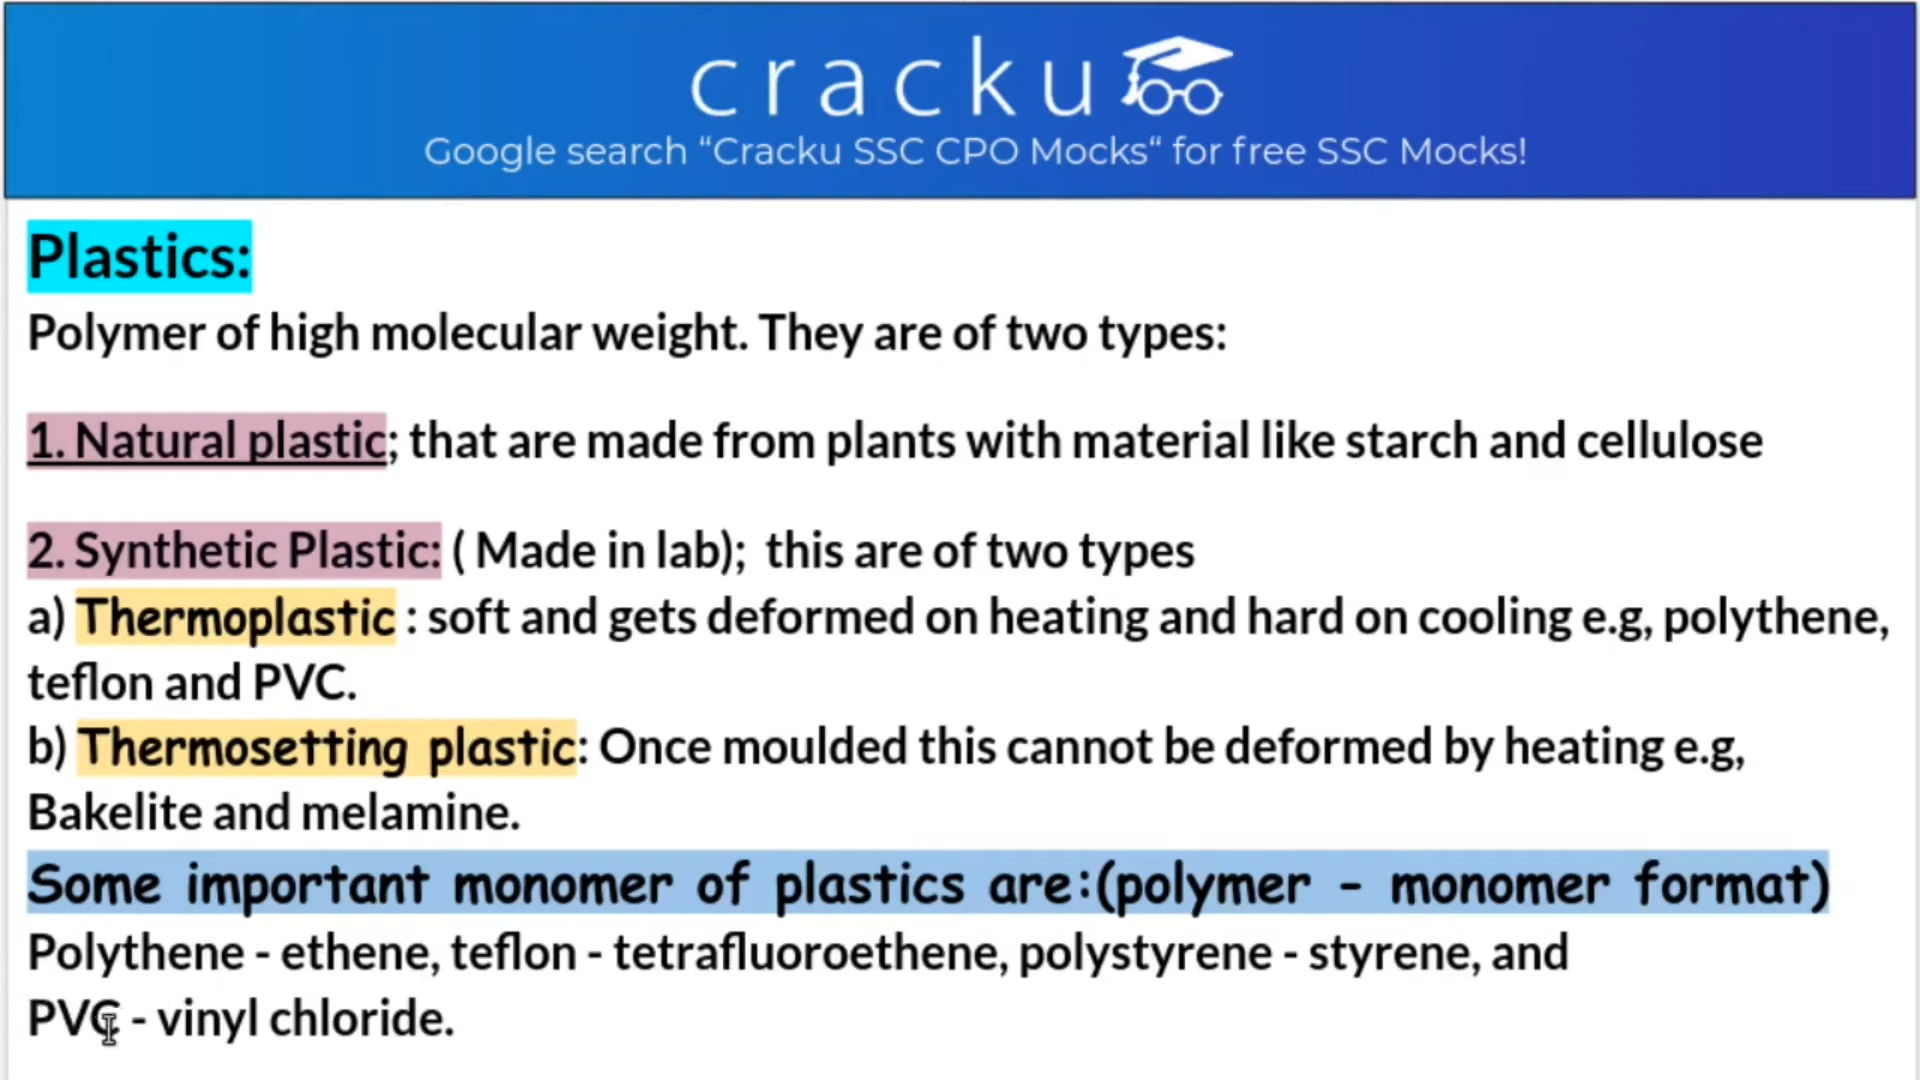 cracku
Google search “Cracku SSC CPO Mocks“ for free SSC Mocks!
Plastics:
Polymer of high molecular weight. They are of two types:
1. Natural plastic; that are made from plants with material like starch and cellulose
2. Synthetic Plastic: ( Made in lab);  this are of two types
a) Thermoplastic : soft and gets deformed on heating and hard on cooling e.g, polythene,
teflon and PVC.
b) Thermosetting plastic: Once moulded this cannot be deformed by heating e.g,
Bakelite and melamine.
Some important monomer of plastics are:(polymer - monomer format)
Polythene - ethene, teflon - tetrafluoroethene, polystyrene - styrene, and
PVC - vinyl chloride.